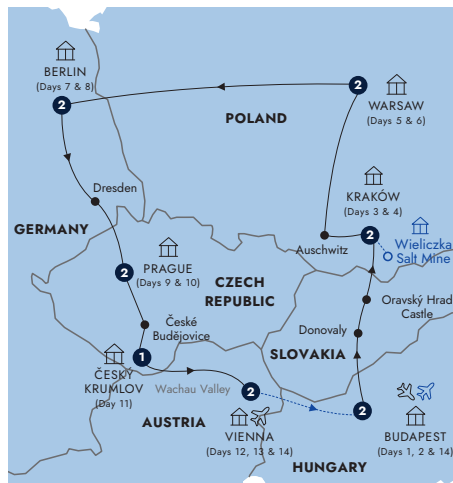 BERLIN
(Days 7 & 8)
2
2
WARSAW
(Days 5 & 6)
POLAND
KRAKÓW
(Days 3 & 4)
Dresden
GERMANY
2
Auschwitz
Wieliczka
Salt Mine
2
PRAGUE
(Days 9 & 10)
CZECH
REPUBLIC
Oravský Hrad
Castle
České
Budějovice
Donovaly
SLOVAKIA
1
ČESKÝ
KRUMLOV
(Day 11)
Wachau Valley
2
2
AUSTRIA
VIENNA
(Days 12, 13 & 14)
BUDAPEST
(Days 1, 2 & 14)
HUNGARY